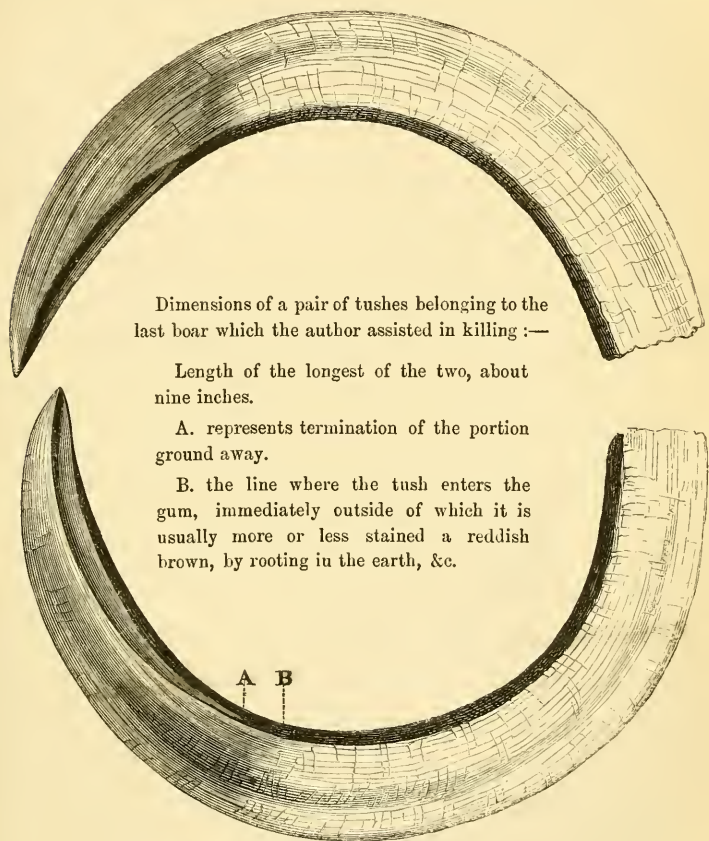 Dimensions of a pair of tushes belonging to the
last boar which the author assisted in killing :—
Length of the longest of the two, about
nine inches.
A. represents termination of the portion
ground away.
B. the line where the tush enters the
gum, immediately outside of which it is
usually more or less stained a reddish
brown, by rooting in the earth, &c.
A B